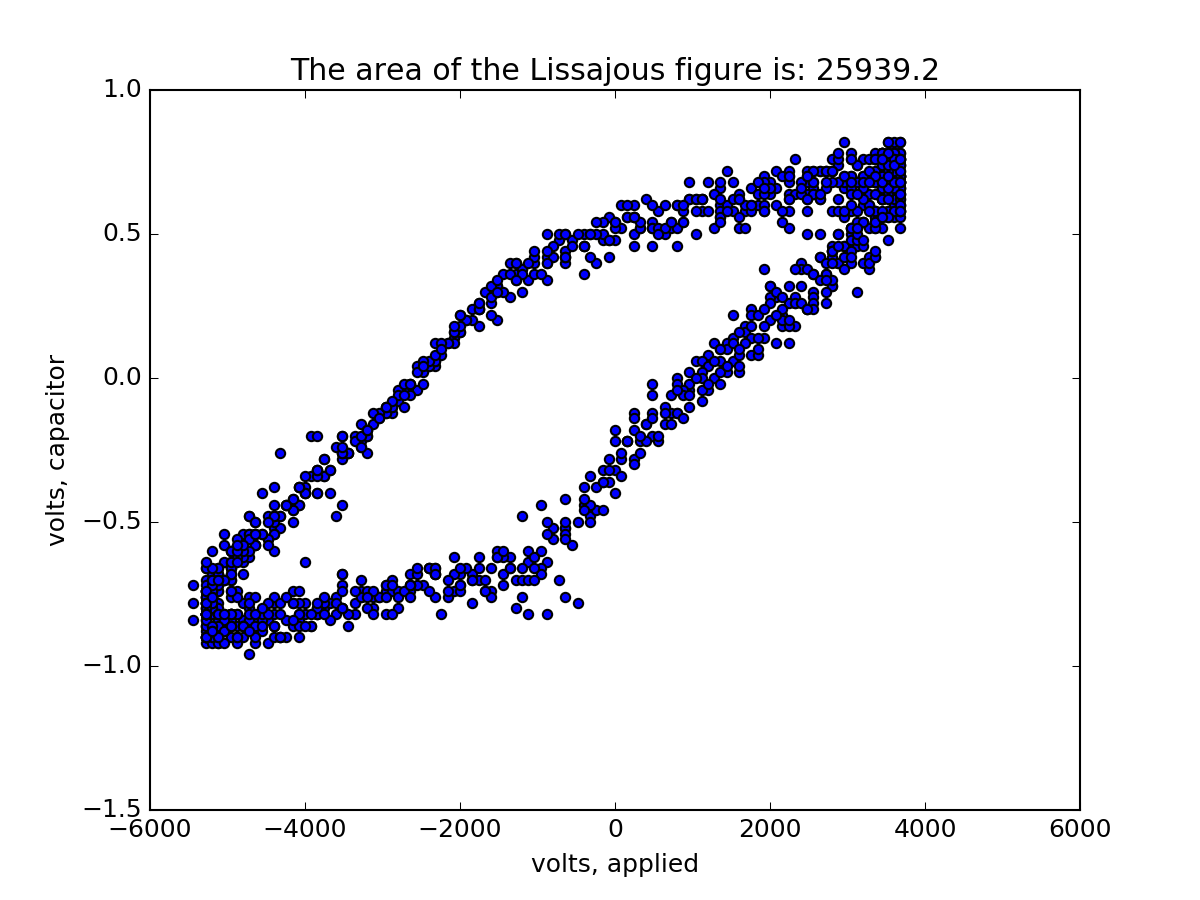 The area of the Lissajous figure is: 25939.2
1.0
0.5
0.0
−0.5
−1.0
−1.5
volts, capacitor
−6000 −4000 −2000 0 2000 4000 6000
volts, applied